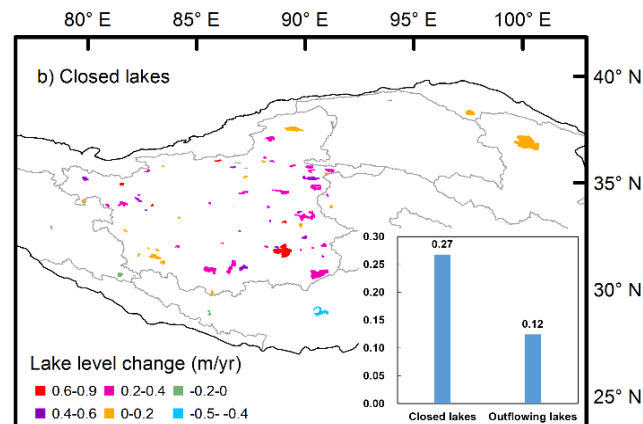 80° E 85° E 90° E 95° E 100° E
b) Closed lakes
40° N
35° N
30° N
25° N
0.30
0.25
0.20
0.15
0.10
0.05
0.00
0.27
0.12
Closed lakes Outflowing lakes
Lake level change (m/yr)
0.6-0.9 0.2-0.4 -0.2-0
0.4-0.6 0-0.2 -0.5- -0.4